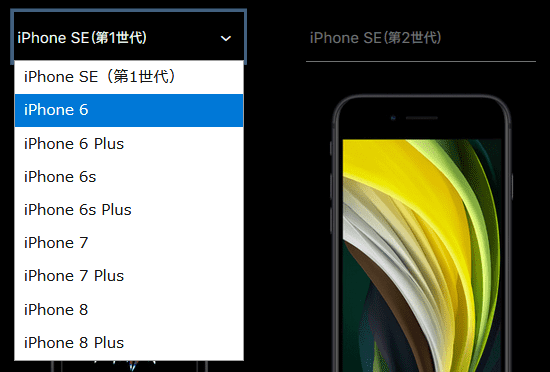 iPhone SE(第1世代)
iPhone SE(第2世代)
iPhone SE（第1世代）
iPhone 6
iPhone 6 Plus
iPhone 6s
iPhone 6s Plus
iPhone 7
iPhone 7 Plus
iPhone 8
iPhone 8 Plus